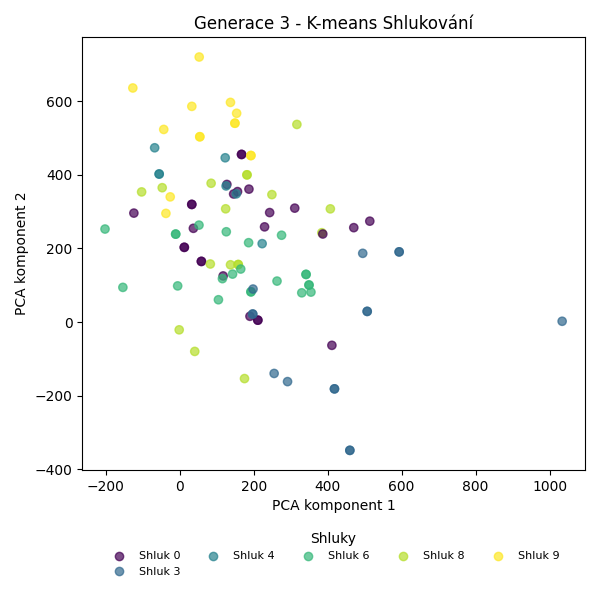 Generace 3 - K-means Shlukování
PCA komponent 2
600
400
200
0
−200
−400
−200 0 200 400 600 800 1000
PCA komponent 1
Shluky
Shluk 0 Shluk 4 Shluk 6 Shluk 8 Shluk 9
Shluk 3